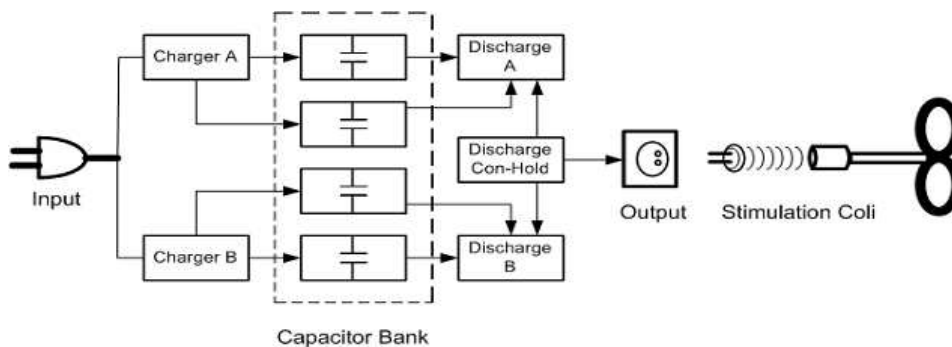 Input
Charger A
Charger B
Capacitor Bank
Discharge
A
Discharge
Con-Hold
Discharge
B
Output
Stimulation Coli